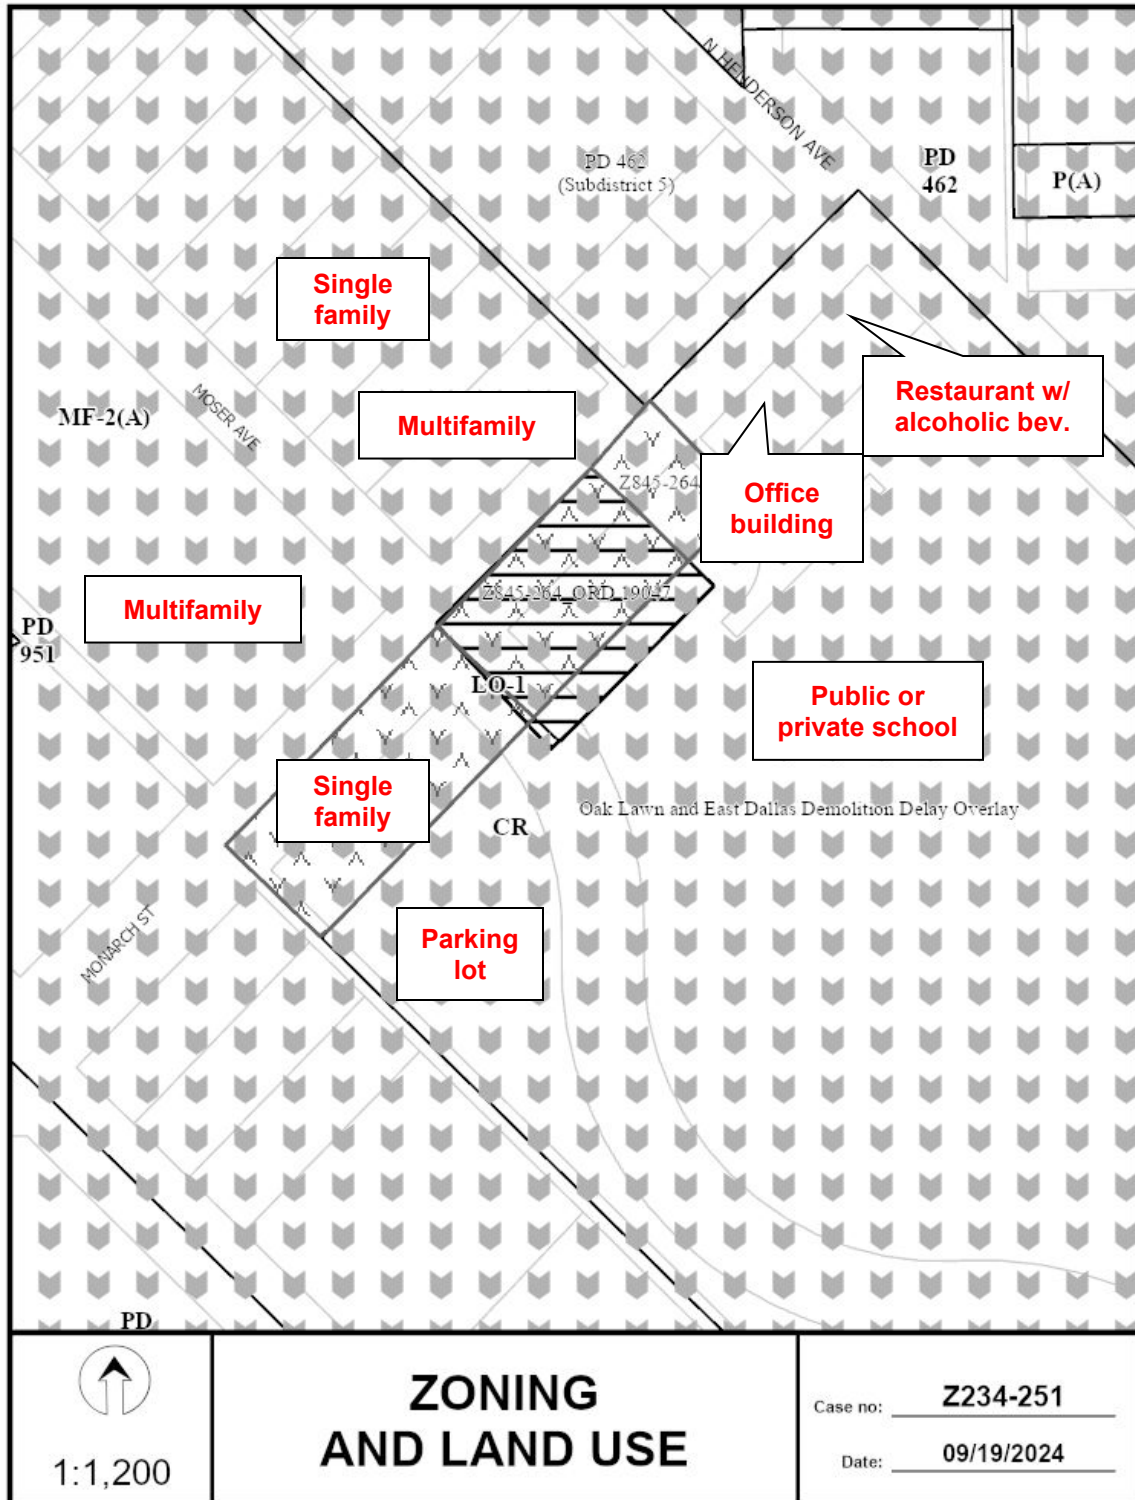 N HENDERSON AVE
PD 462
(Subdistrict 5)
PD
462
P(A)
Single
family
Restaurant w/
alcoholic bev.
MOSER AVE
MF-2(A)
Multifamily
Z845-264
Office
building
Z845-264_ORD 19047
Multifamily
PD
951
LO-1
Public or
private school
Single
family
Oak Lawn and East Dallas Demolition Delay Overlay
CR
Parking
lot
MONARCH ST
PD
1:1,200
ZONING
AND LAND USE
Case no: Z234-251
Date: 09/19/2024